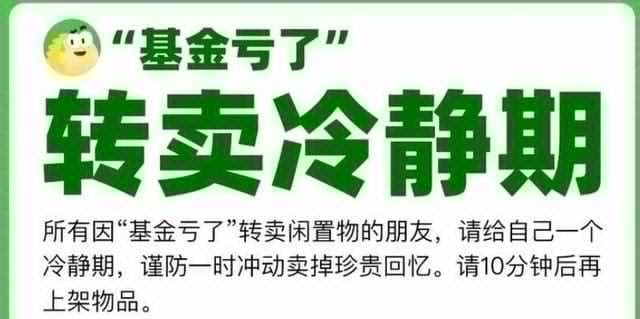 “基金亏了”
转卖冷静期
所有因“基金亏了”转卖闲置物的朋友，请给自己一个
冷静期，谨防一时冲动卖掉珍贵回忆。请10分钟后再
上架物品。